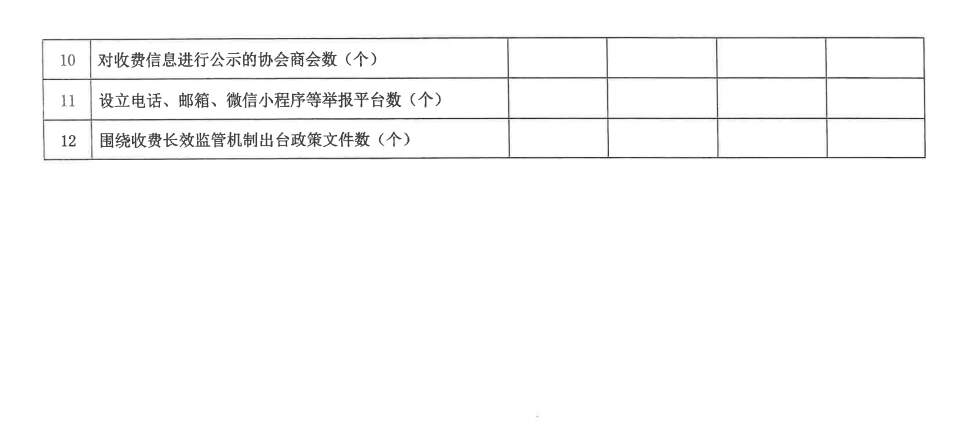 10 对收费信息进行公示的协会商会数（个）
11 设立电话、邮箱、微信小程序等举报平台数（个）
12 围绕收费长效监管机制出台政策文件数（个）